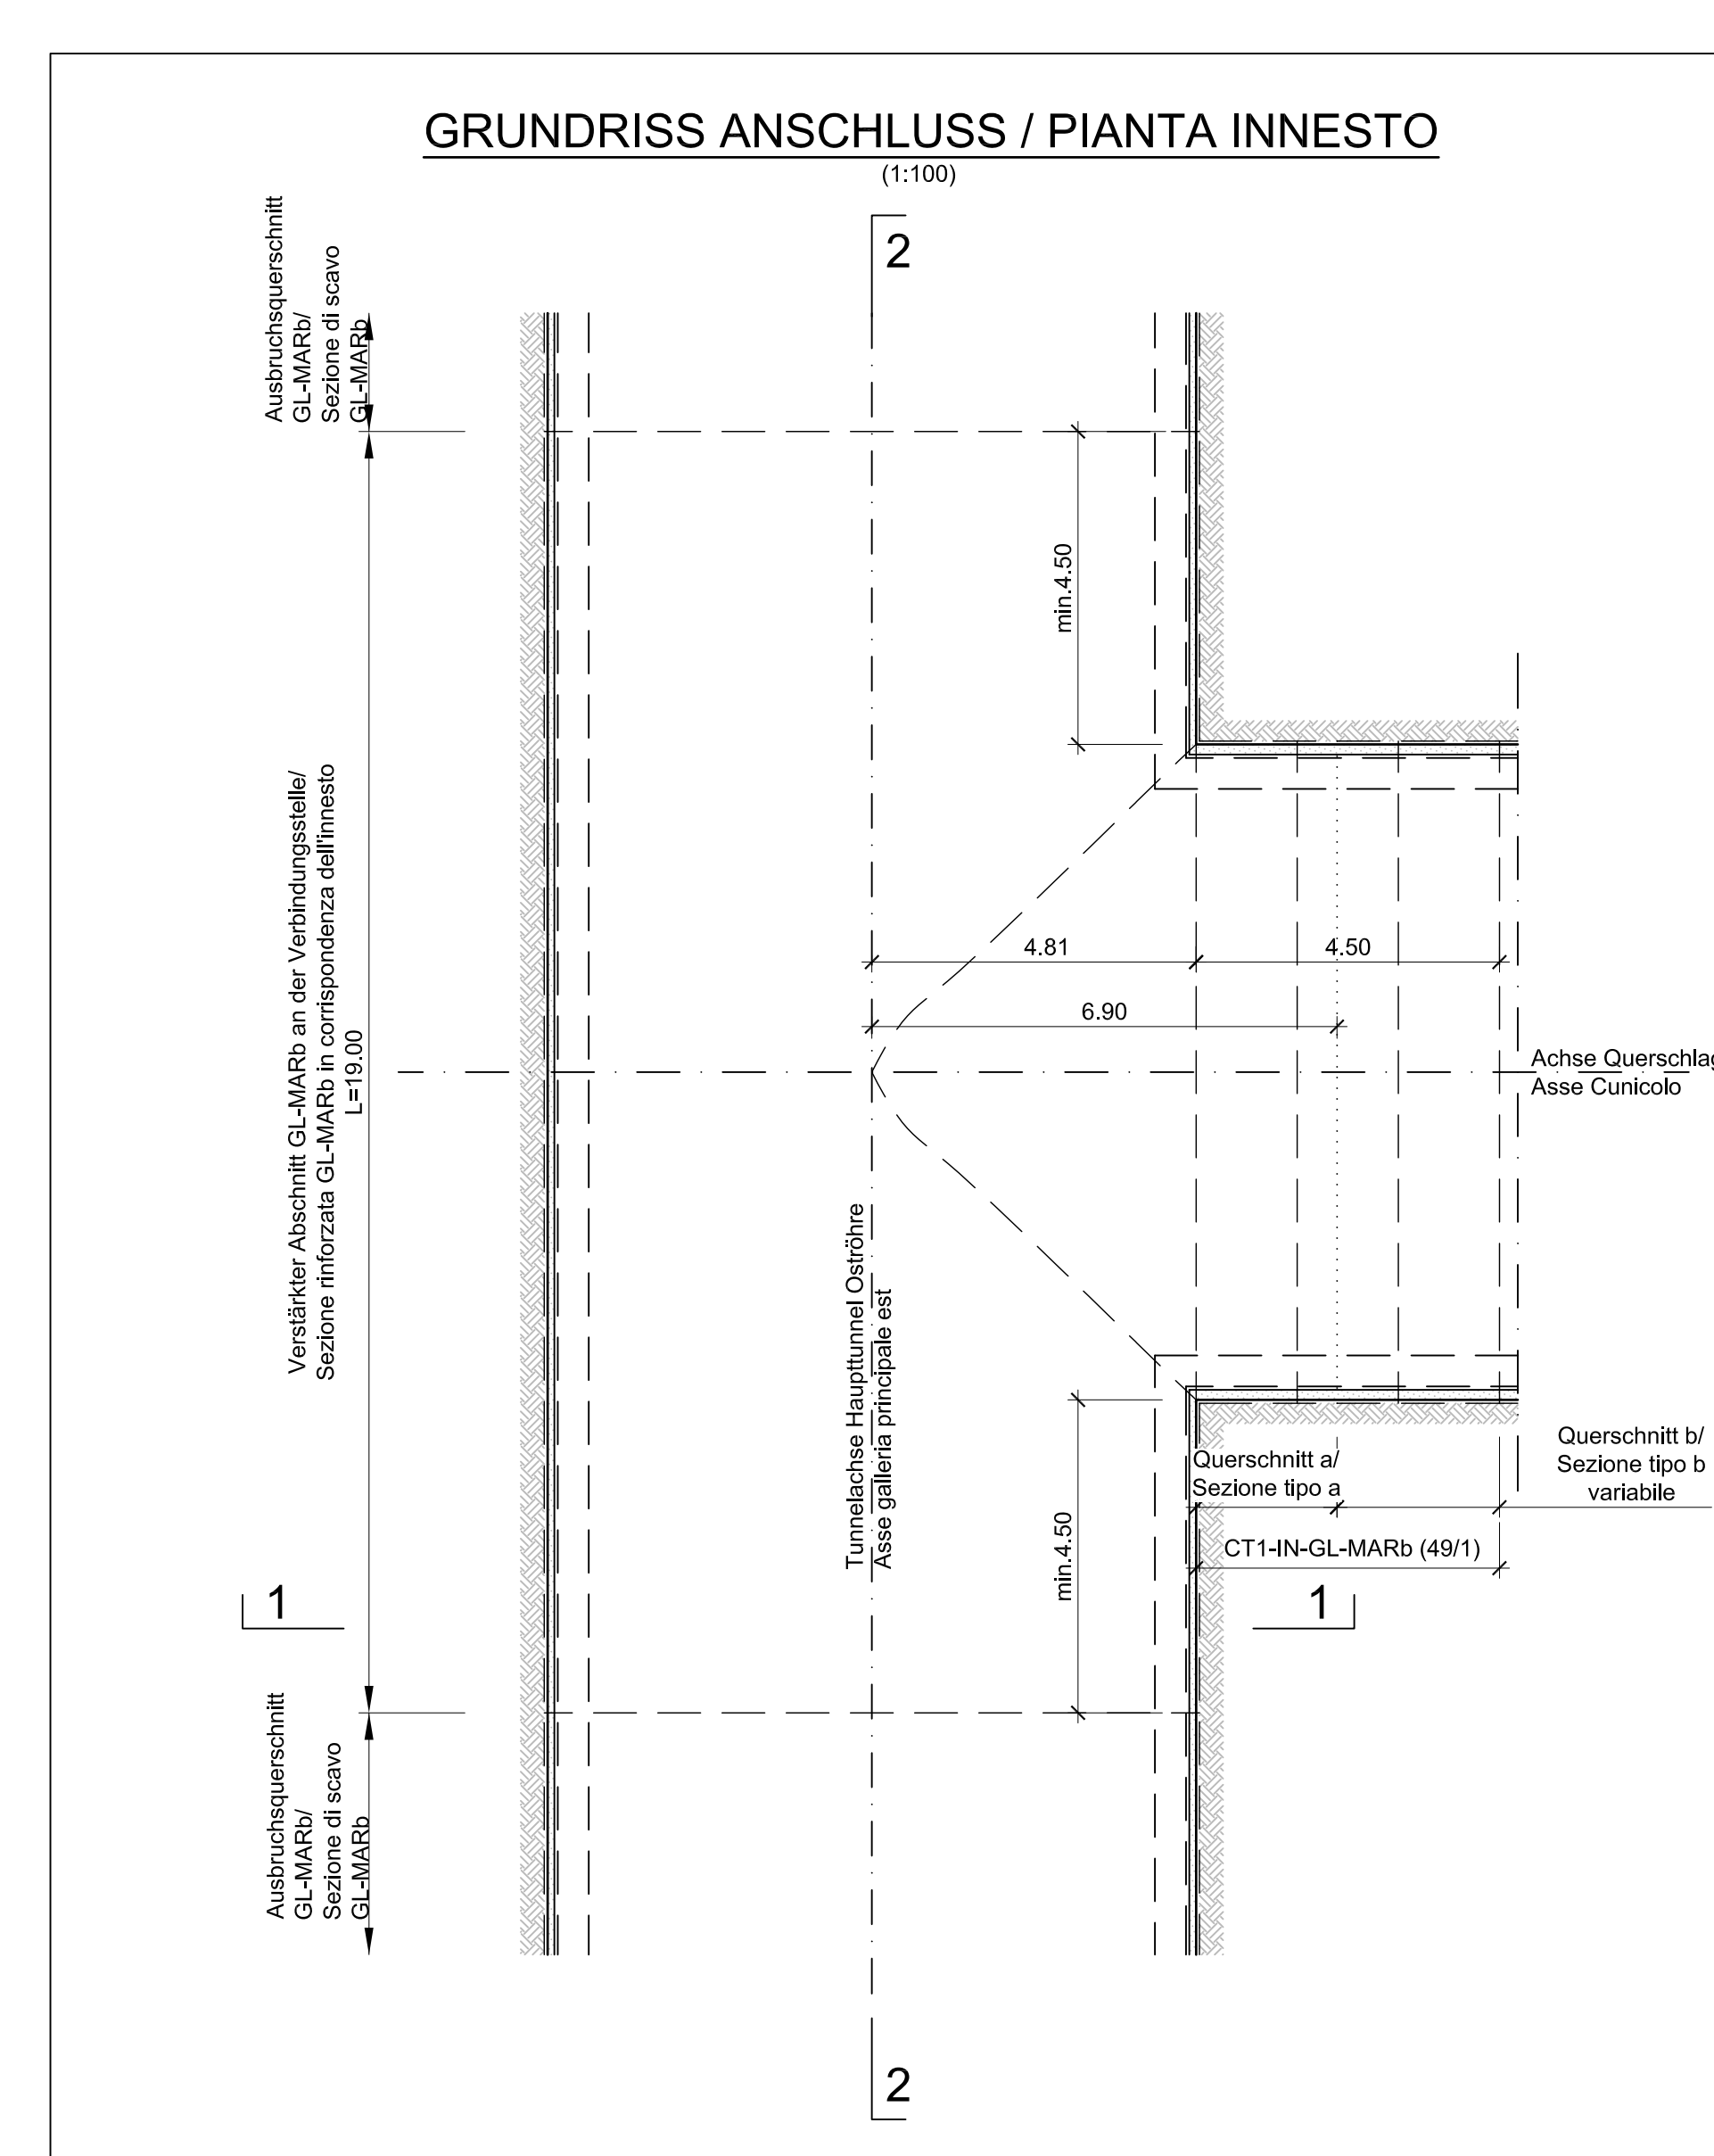 GRUNDRISS ANSCHLUSS / PIANTA INNESTO
(1:100)
2
Ausbruchsquerschnitt
GL-MARb/
Sezione di scavo
GL-MARb
min.4.50
Verstärkter Abschnitt GL-MARb an der Verbindungsstelle/
Sezione rinforzata GL-MARb in corrispondenza dell'innesto
L=19.00
4.81
4.50
6.90
Achse Querschlag
Asse Cunicolo
Tunnelachse Haupttunnel Oströhre
Asse galleria principale est
Querschnitt a/
Sezione tipo a
Querschnitt b/
Sezione tipo b
variabile
CT1-IN-GL-MARb (49/1)
min.4.50
1
1
Ausbruchsquerschnitt
GL-MARb/
Sezione di scavo
GL-MARb
2